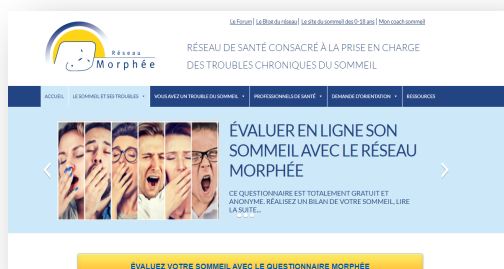 Le Forum | Le Blog du réseau | Le site du sommeil des 0-18 ans | Mon coach sommeil
Réseau
Morphée
RÉSEAU DE SANTÉ CONSACRÉ À LA PRISE EN CHARGE
DES TROUBLES CHRONIQUES DU SOMMEIL
ACCUEIL LE SOMMEIL ET SES TROUBLES VOUS AVEZ UN TROUBLE DU SOMMEIL PROFESSIONNELS DE SANTÉ DEMANDE D'ORIENTATION RESSOURCES
ÉVALUER EN LIGNE SON
SOMMEIL AVEC LE RÉSEAU
MORPHÉE
CE QUESTIONNAIRE EST TOTALEMENT GRATUIT ET
ANONYME. RÉALISEZ UN BILAN DE VOTRE SOMMEIL, LIRE
LA SUITE...
ÉVALUEZ VOTRE SOMMEIL AVEC LE QUESTIONNAIRE MORPHÉE